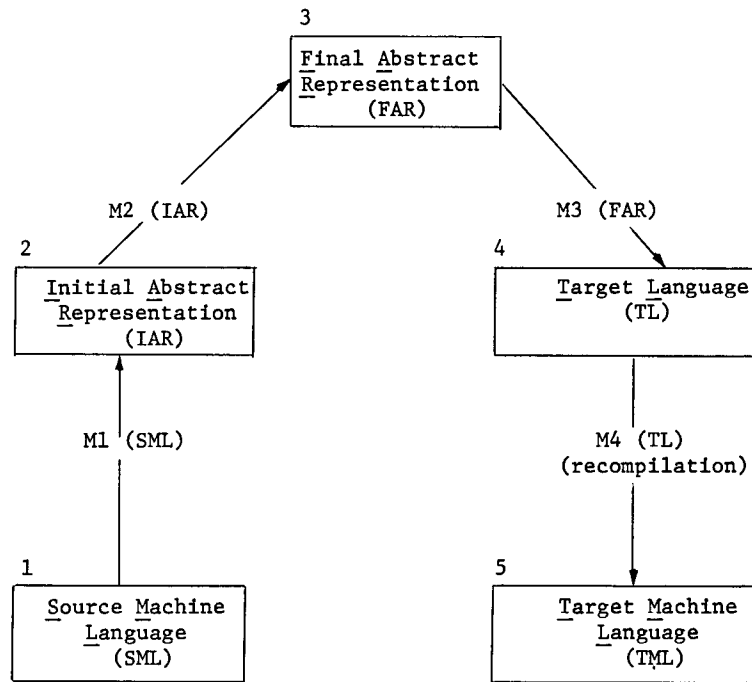 3
Final Abstract
Representation
(FAR)
M2 (IAR)
M3 (FAR)
2
Initial Abstract
Representation
(IAR)
4
Target Language
(TL)
M1 (SML)
M4 (TL)
(recompilation)
1
Source Machine
Language
(SML)
5
Target Machine
Language
(TML)